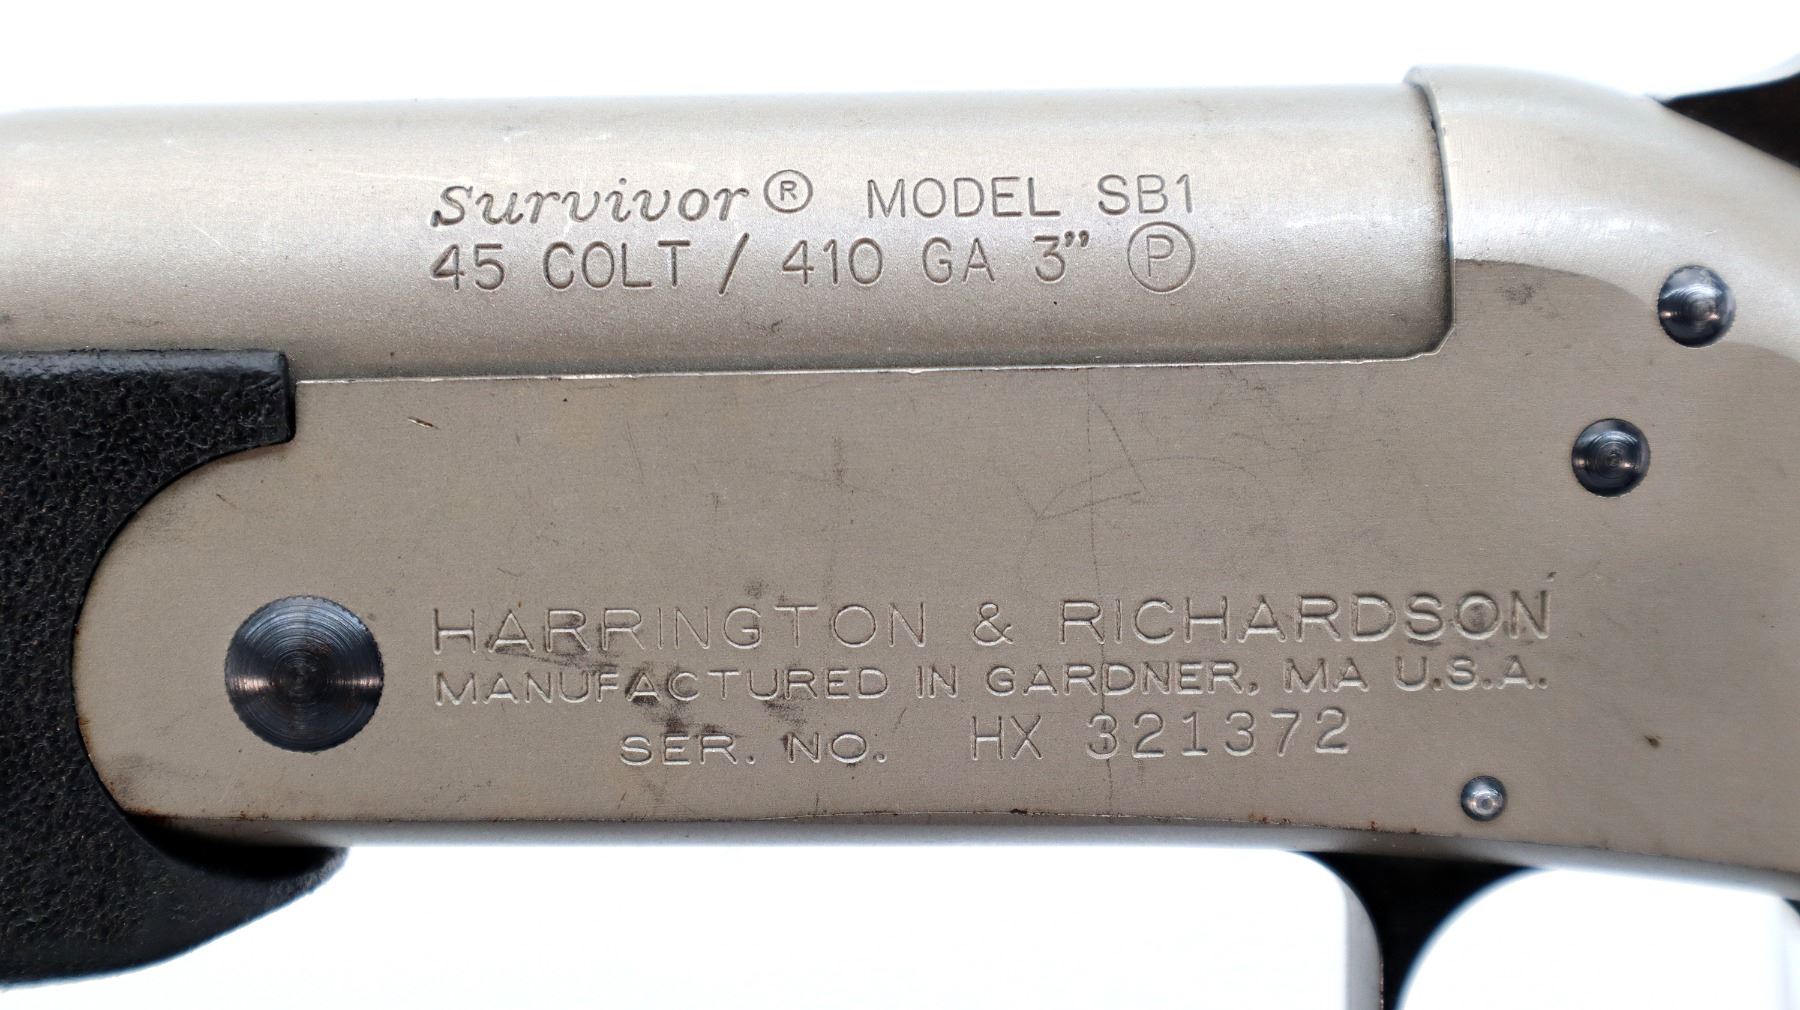 Survivor® MODEL SB1
45 COLT / 410 GA 3" Ⓟ
HARRINGTON & RICHARDSON
MANUFACTURED IN GARDNER, MA U.S.A.
SER. NO. HX 321372